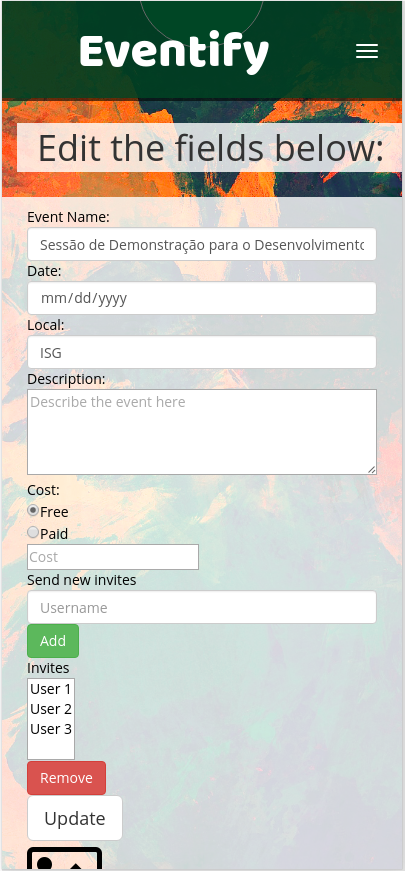 Eventify
Edit the fields below:
Event Name:
Sessão de Demonstração para o Desenvolvimento
Date:
mm/dd/yyyy
Local:
ISG
Description:
Describe the event here
Cost:
Free
Paid
Cost
Send new invites
Username
Add
Invites
User 1
User 2
User 3
Remove
Update